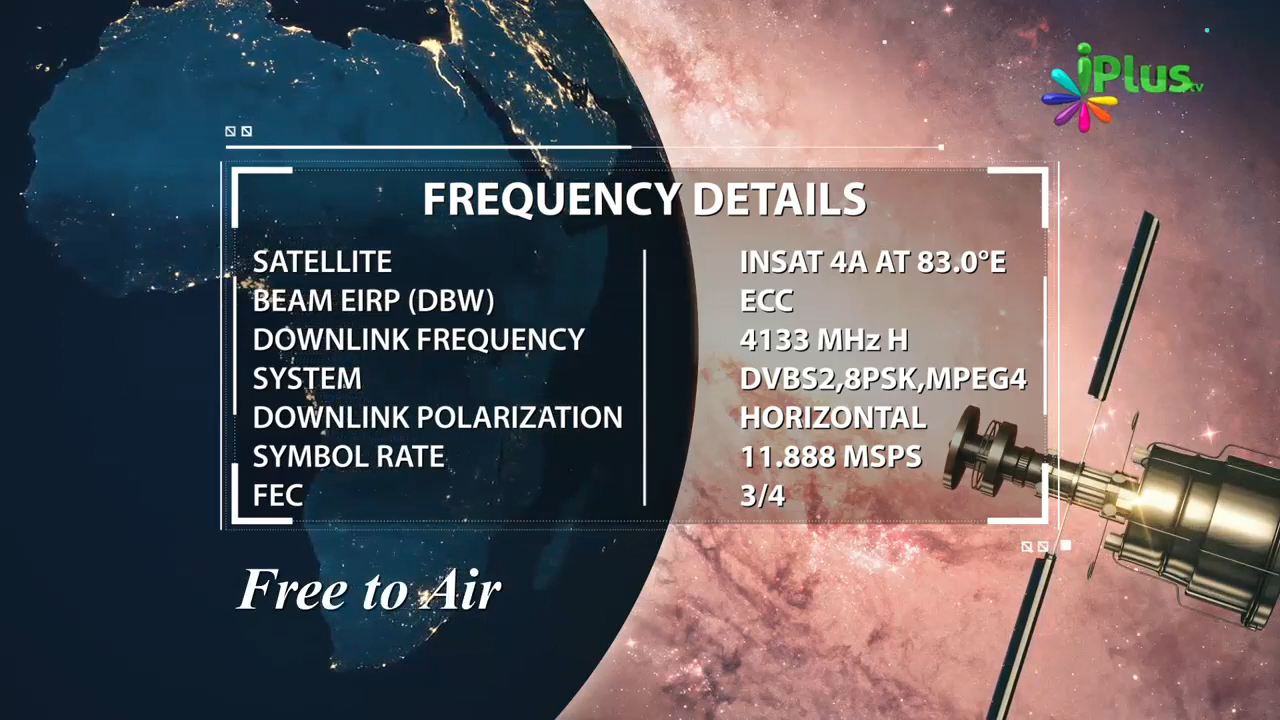 iPlus tv
FREQUENCY DETAILS
SATELLITE INSAT 4A AT 83.0°E
BEAM EIRP (DBW) ECC
DOWNLINK FREQUENCY 4133 MHz H
SYSTEM DVBS2,8PSK,MPEG4
DOWNLINK POLARIZATION HORIZONTAL
SYMBOL RATE 11.888 MSPS
FEC 3/4
Free to Air